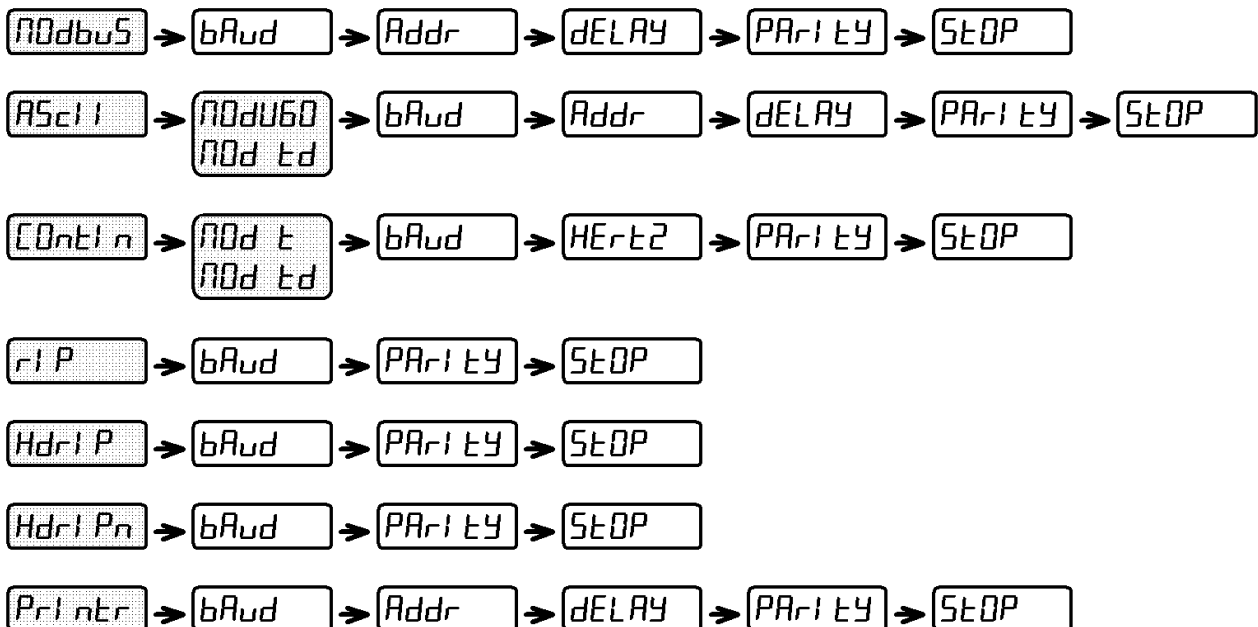 MOdbuS bAud Addr dELAY PArItY StOP
AScII MOdU60 bAud Addr dELAY PArItY StOP
MOd td
COntIn MOd t bAud HErtZ PArItY StOP
MOd td
rIP bAud PArItY StOP
HdrIP bAud PArItY StOP
HdrIPn bAud PArItY StOP
PrIntr bAud Addr dELAY PArItY StOP